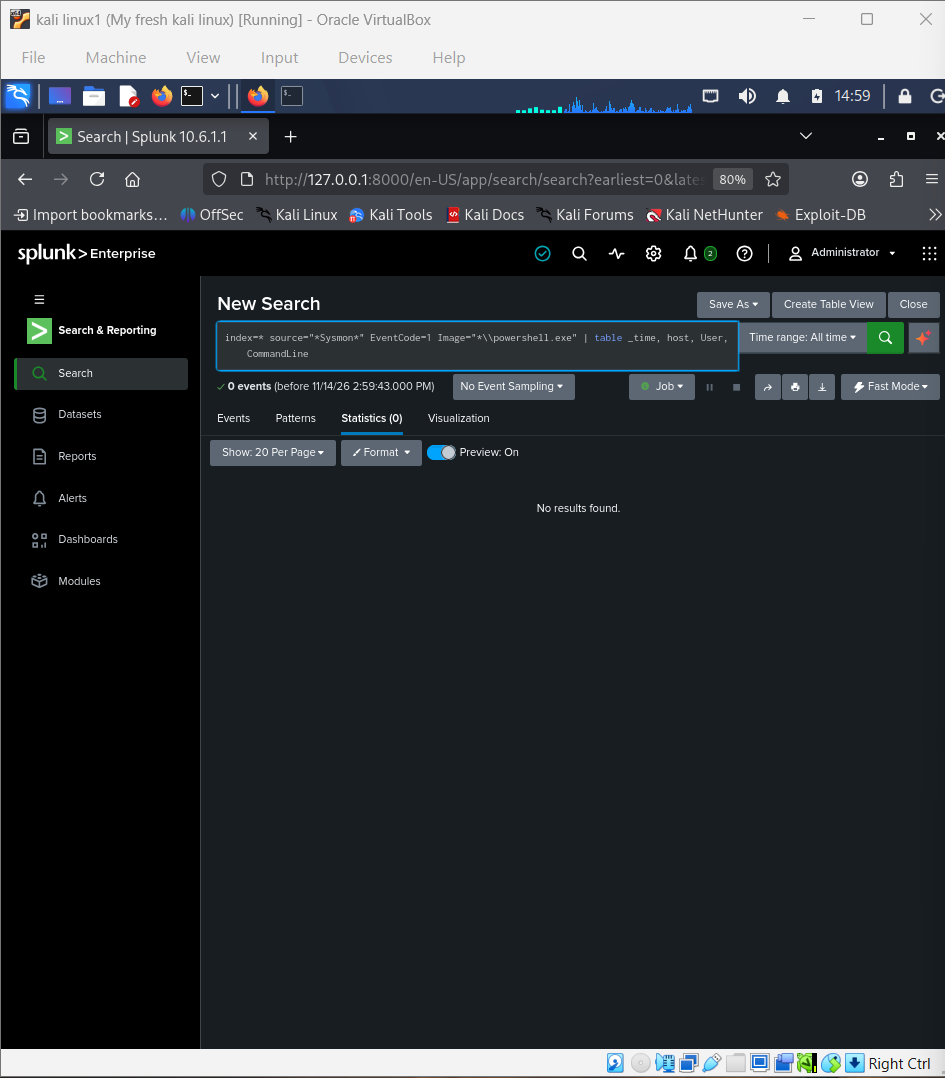 kali linux1 (My fresh kali linux) [Running] - Oracle VirtualBox
File Machine View Input Devices Help
14:59
Search | Splunk 10.6.1.1
http://127.0.0.1:8000/en-US/app/search/search?earliest=0&late 80%
Import bookmarks... OffSec Kali Linux Kali Tools Kali Docs Kali Forums Kali NetHunter Exploit-DB
splunk> Enterprise 2 Administrator
New Search Save As Create Table View Close
Search & Reporting
index=* source="*Sysmon*" EventCode=1 Image="*\\powershell.exe" | table _time, host, User,
CommandLine
Time range: All time
Search
0 events (before 11/14/26 2:59:43.000 PM) No Event Sampling Job Fast Mode
Datasets
Events Patterns Statistics (0) Visualization
Reports
Show: 20 Per Page Format Preview: On
Alerts
No results found.
Dashboards
Modules
Right Ctrl